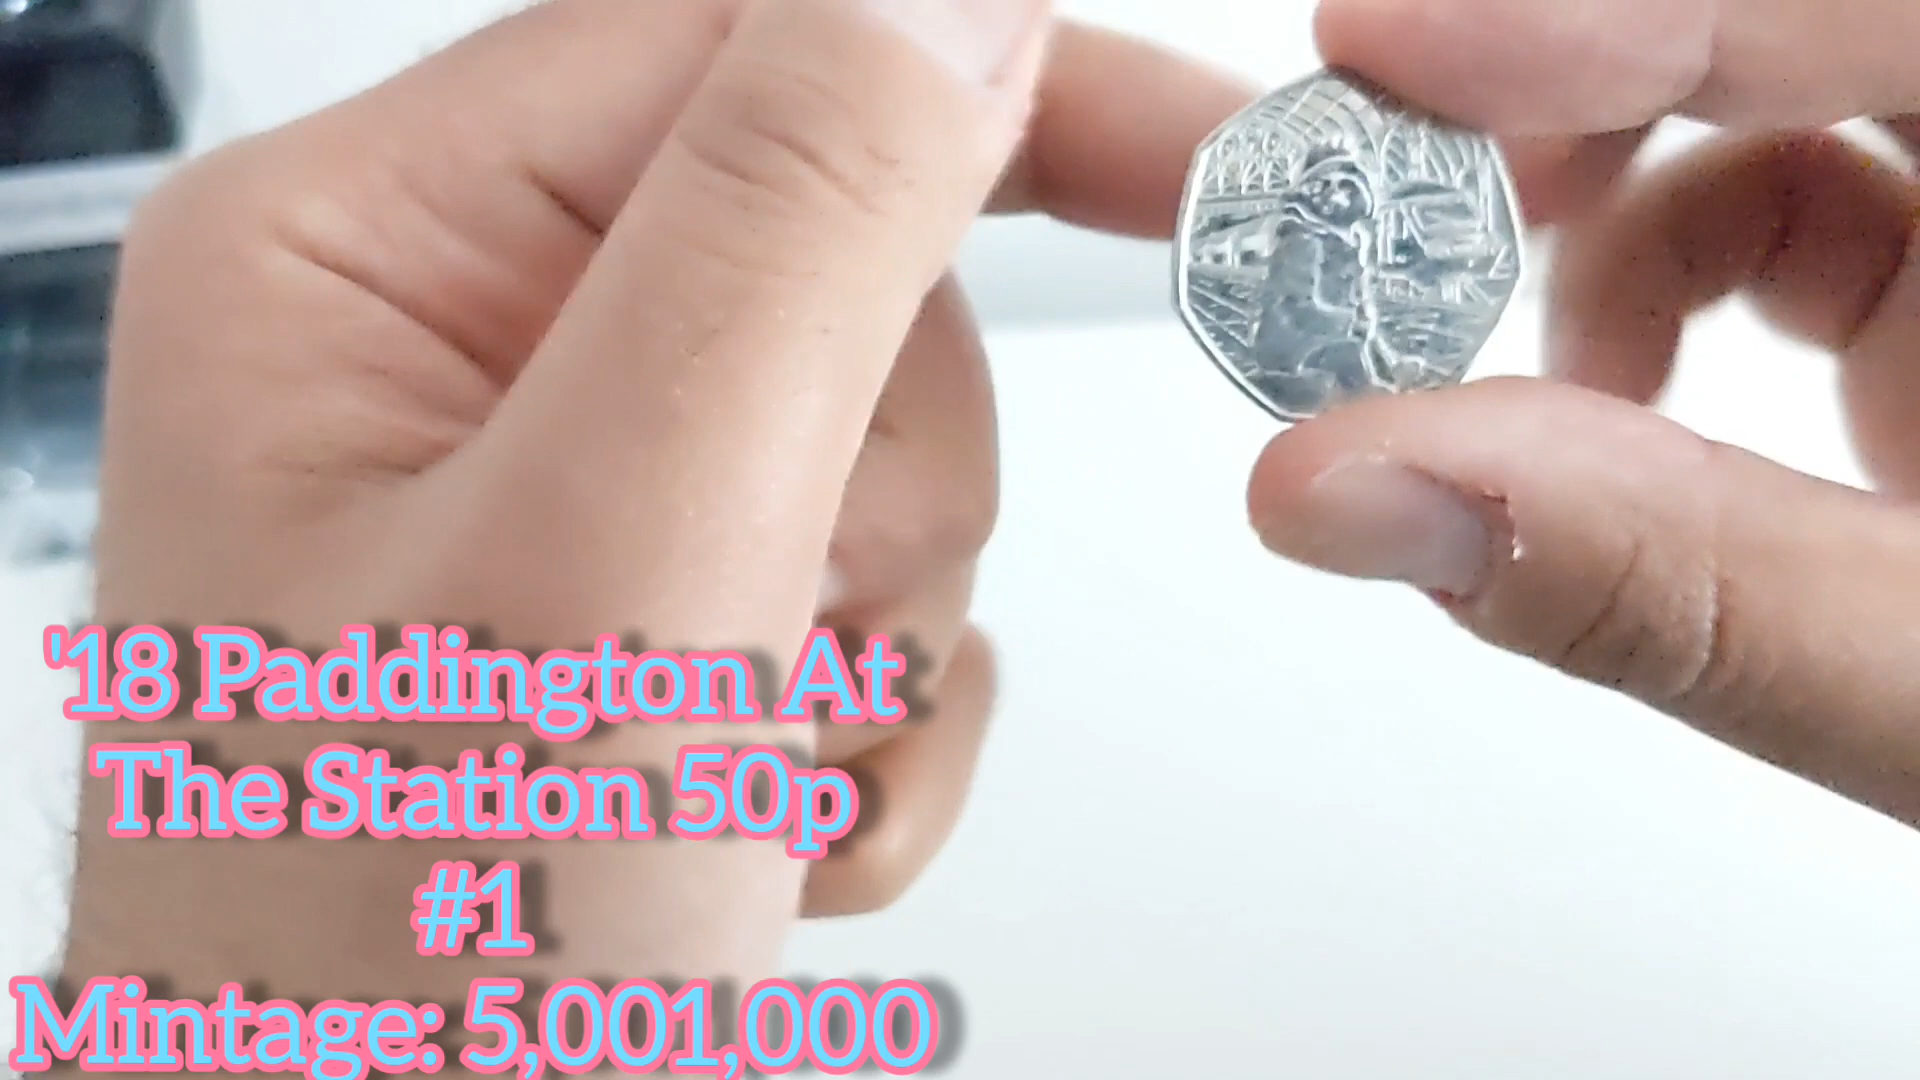 '18 Paddington At
The Station 50p
#1
Mintage: 5,001,000